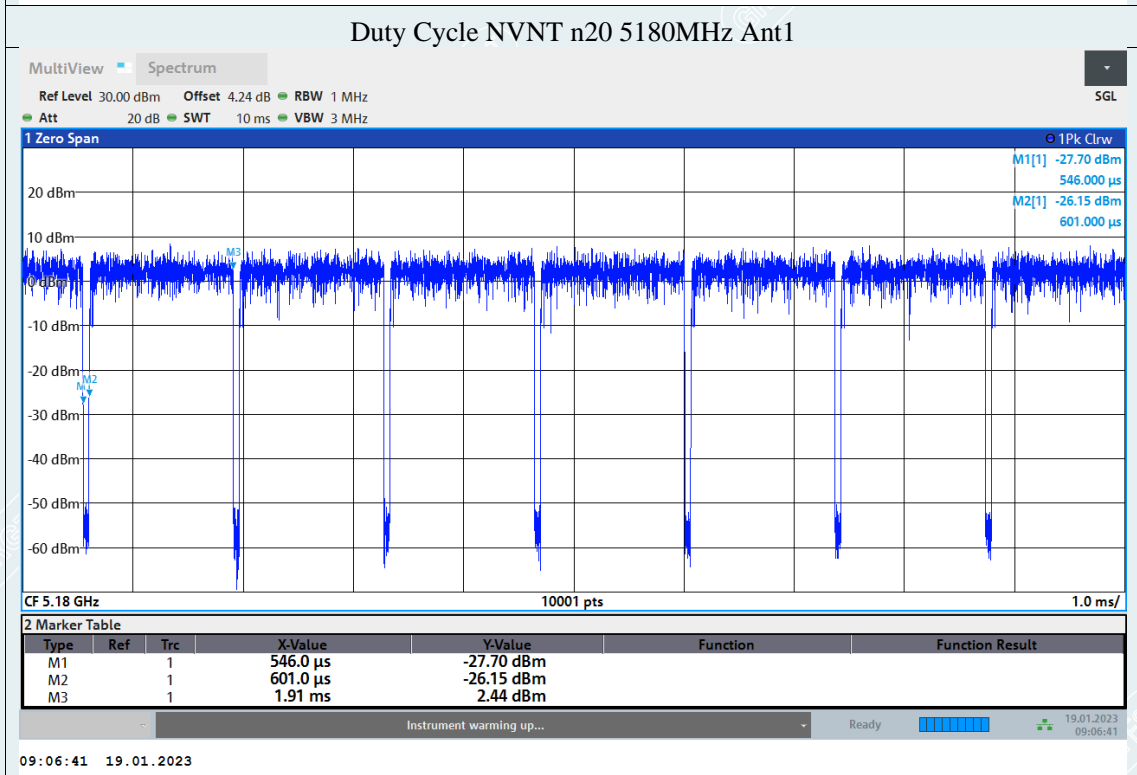 Duty Cycle NVNT n20 5180MHz Ant1
MultiView Spectrum
Ref Level 30.00 dBm Offset 4.24 dB RBW 1 MHz SGL
Att 20 dB SWT 10 ms VBW 3 MHz
1 Zero Span 1Pk Clrw
M1[1] -27.70 dBm
546.000 µs
20 dBm M2[1] -26.15 dBm
601.000 µs
10 dBm
M3
0 dBm
-10 dBm
-20 dBm
M2
-30 dBm
-40 dBm
-50 dBm
-60 dBm
CF 5.18 GHz 10001 pts 1.0 ms/
2 Marker Table
Type Ref Trc X-Value Y-Value Function Function Result
M1 1 546.0 µs -27.70 dBm
M2 1 601.0 µs -26.15 dBm
M3 1 1.91 ms 2.44 dBm
Instrument warming up... Ready 19.01.2023
09:06:41
09:06:41 19.01.2023